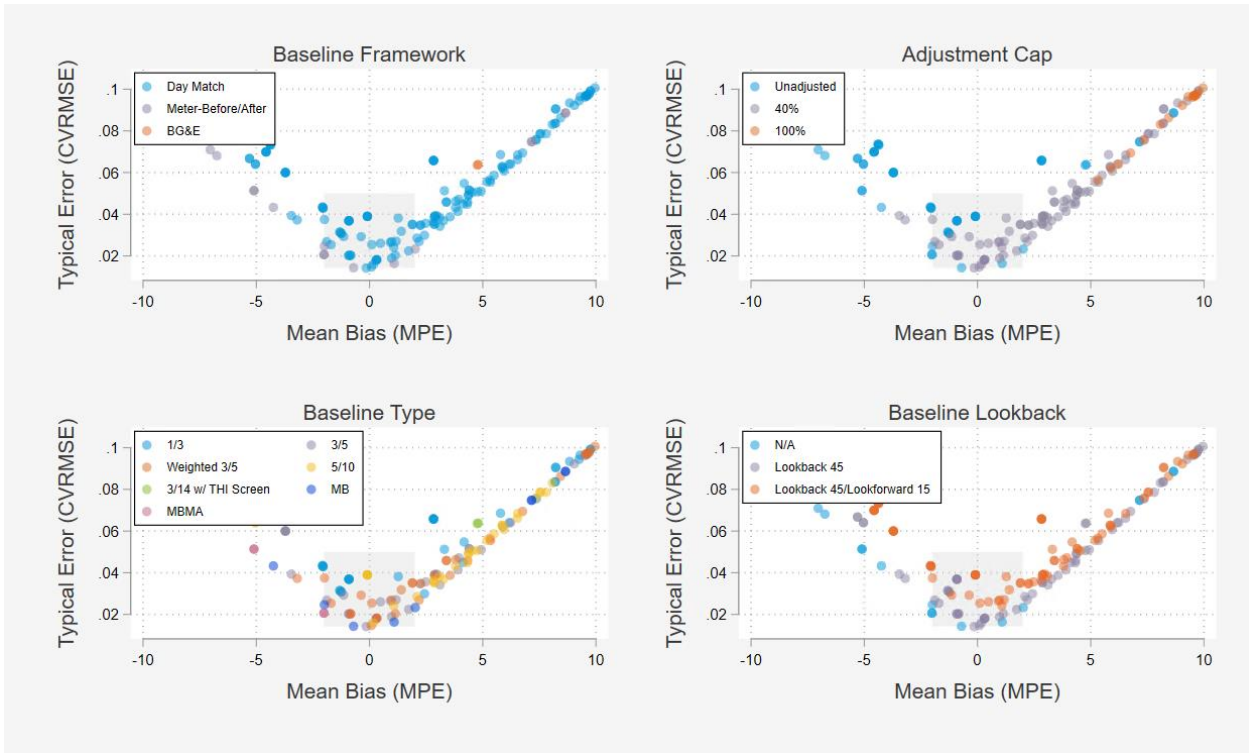 Baseline Framework
Typical Error (CVRMSE)
.1
.08
.06
.04
.02
Day Match
Meter-Before/After
BG&E
-10 -5 0 5 10
Mean Bias (MPE)
Adjustment Cap
Typical Error (CVRMSE)
.1
.08
.06
.04
.02
Unadjusted
40%
100%
-10 -5 0 5 10
Mean Bias (MPE)
Baseline Type
Typical Error (CVRMSE)
.1
.08
.06
.04
.02
1/3 3/5
Weighted 3/5 5/10
3/14 w/ THI Screen MB
MBMA
-10 -5 0 5 10
Mean Bias (MPE)
Baseline Lookback
Typical Error (CVRMSE)
.1
.08
.06
.04
.02
N/A
Lookback 45
Lookback 45/Lookforward 15
-10 -5 0 5 10
Mean Bias (MPE)